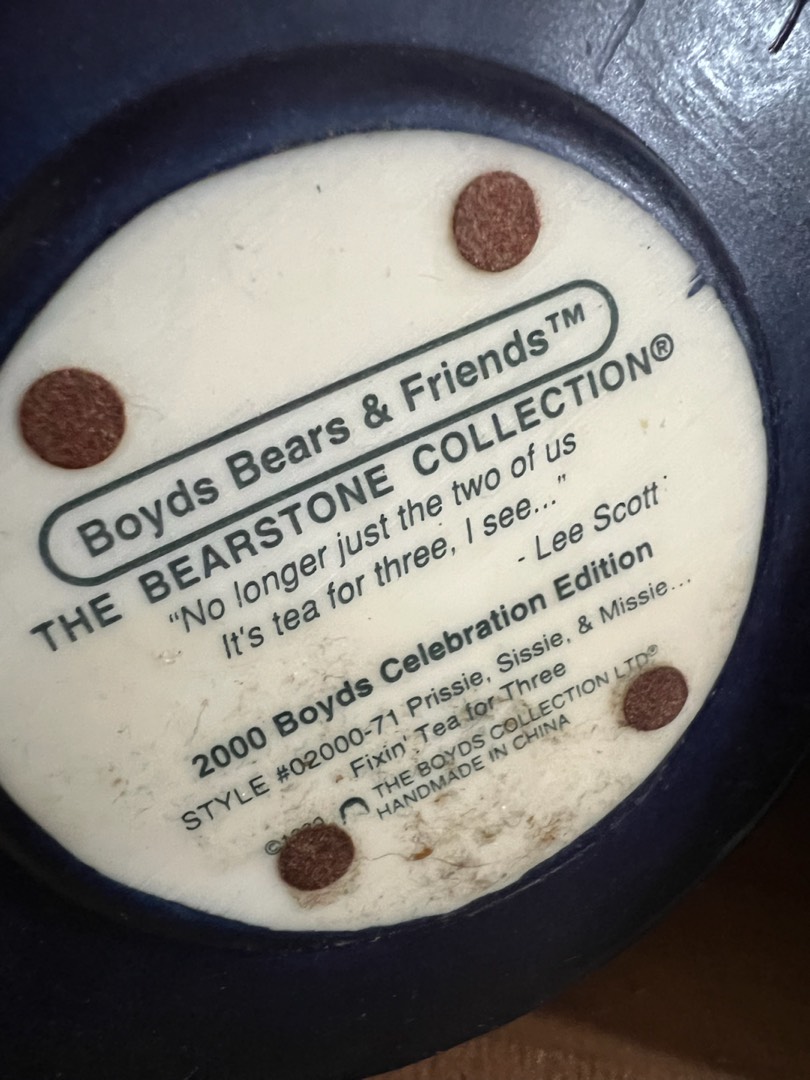 Boyds Bears & Friends™
THE BEARSTONE COLLECTION®
"No longer just the two of us
It's tea for three, I see..."
- Lee Scott
2000 Boyds Celebration Edition
STYLE #02000-71 Prissie, Sissie, & Missie...
Fixin' Tea for Three
THE BOYDS COLLECTION LTD®
HANDMADE IN CHINA
©